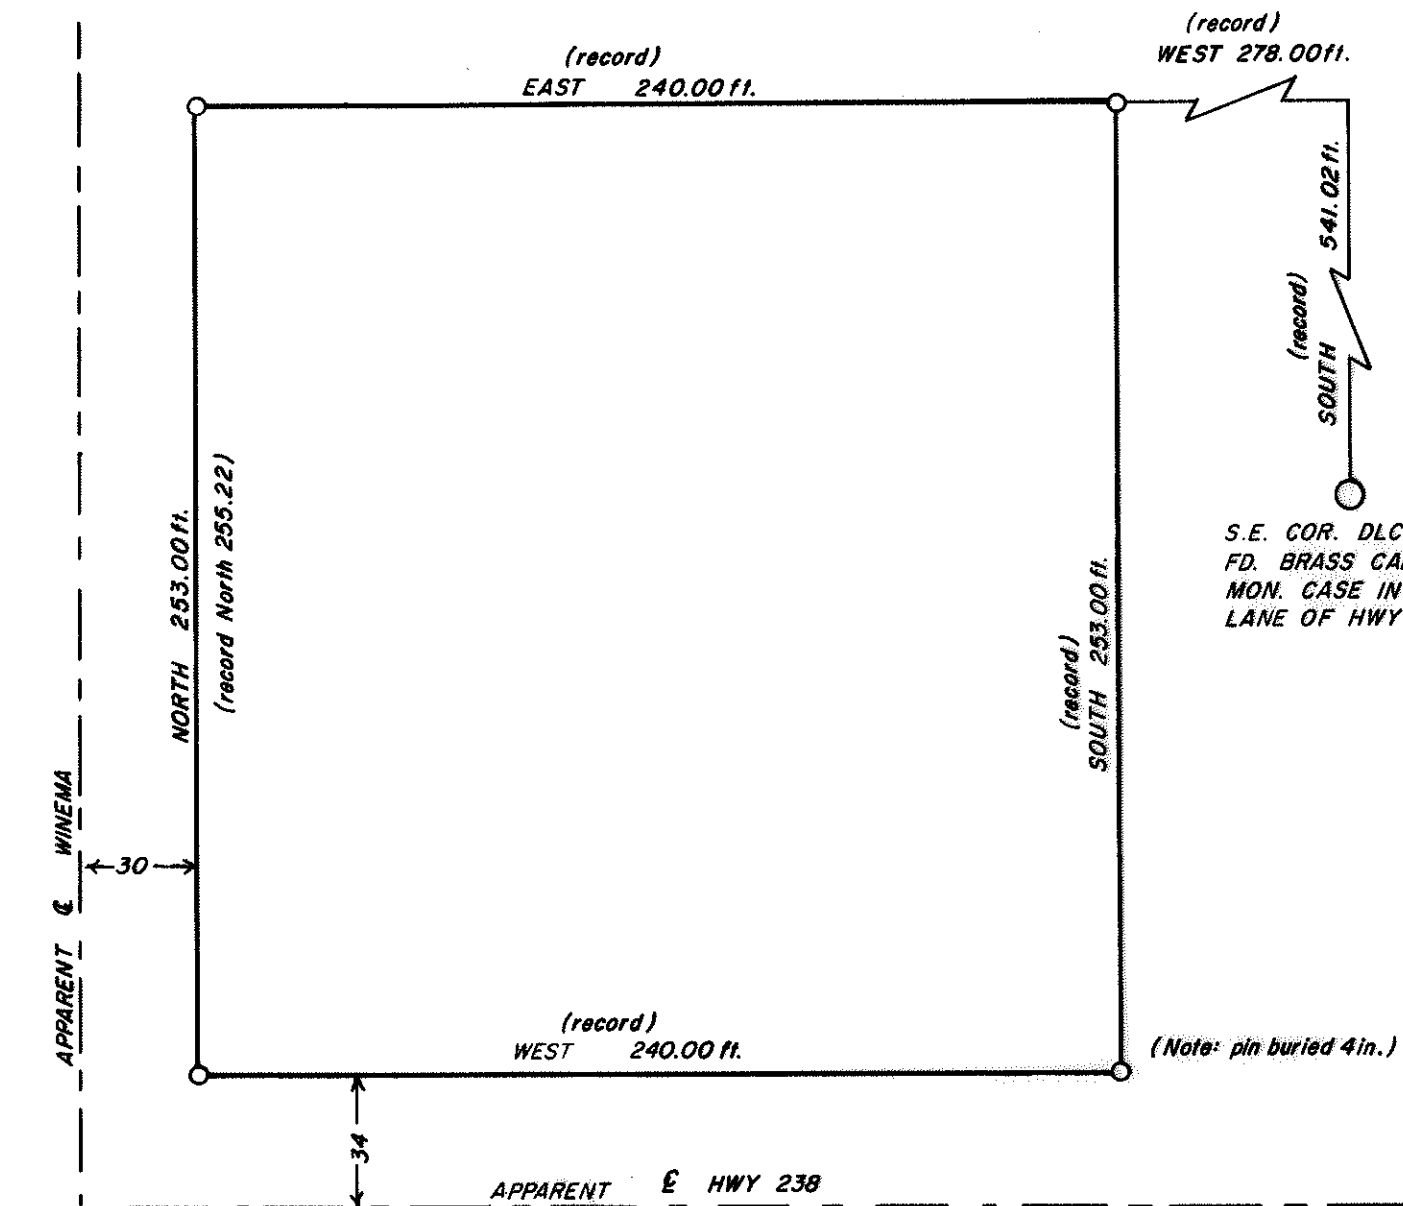 (record)
WEST 278.00ft.
(record)
EAST 240.00ft.
(record)
SOUTH 541.02ft.
S.E. COR. DLC
FD. BRASS CA
MON. CASE IN
LANE OF HWY
NORTH 253.00ft.
(record North 255.22)
(record)
SOUTH 253.00ft.
APPARENT ℄ WINEMA
30
(record)
WEST 240.00ft.
(Note: pin buried 4in.)
34
APPARENT ℄ HWY 238